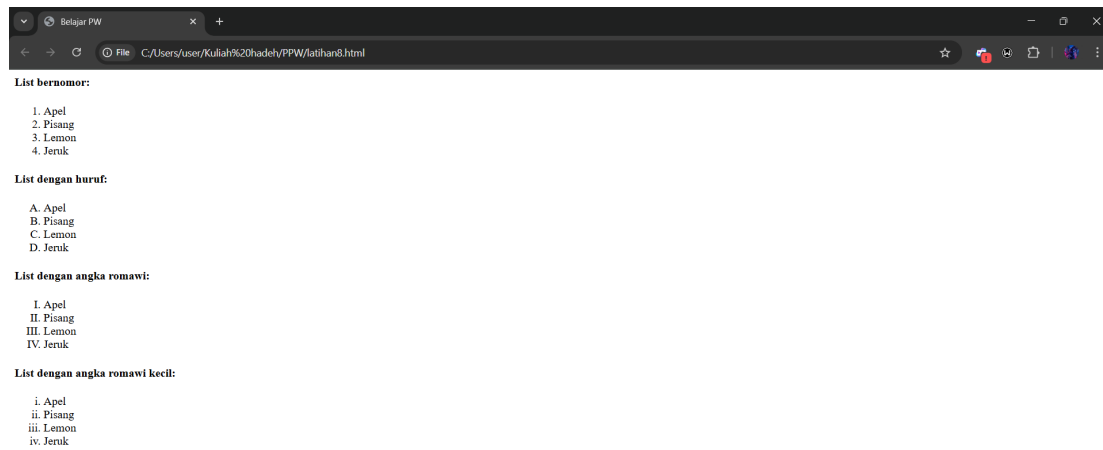 Belajar PW
File C:/Users/user/Kuliah%20hadeh/PPW/latihan8.html
List bernomor:
1. Apel
2. Pisang
3. Lemon
4. Jeruk
List dengan huruf:
A. Apel
B. Pisang
C. Lemon
D. Jeruk
List dengan angka romawi:
I. Apel
II. Pisang
III. Lemon
IV. Jeruk
List dengan angka romawi kecil:
i. Apel
ii. Pisang
iii. Lemon
iv. Jeruk